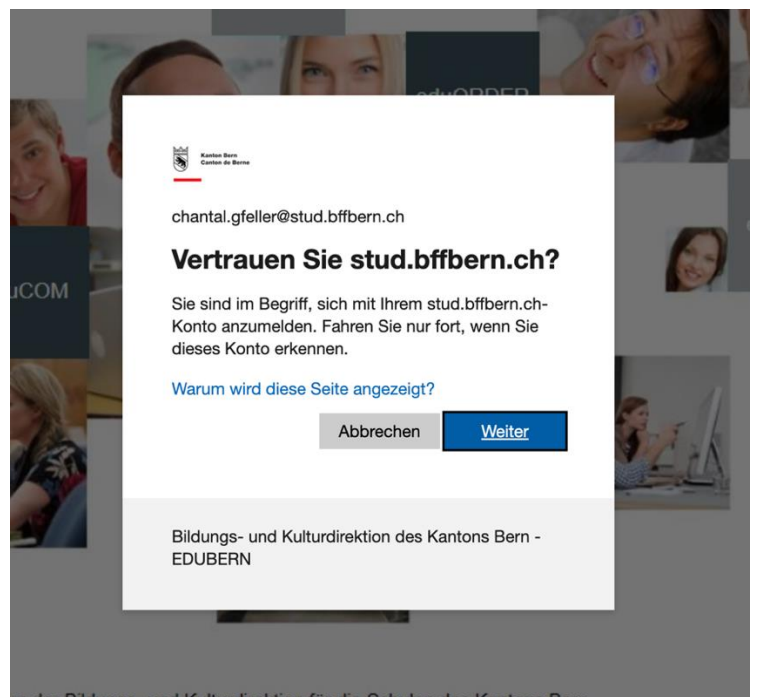 eduORDER
Kanton Bern
Canton de Berne
chantal.gfeller@stud.bffbern.ch
Vertrauen Sie stud.bffbern.ch?
Sie sind im Begriff, sich mit Ihrem stud.bffbern.ch-
Konto anzumelden. Fahren Sie nur fort, wenn Sie
dieses Konto erkennen.
uCOM
Warum wird diese Seite angezeigt?
Abbrechen
Weiter
Bildungs- und Kulturdirektion des Kantons Bern -
EDUBERN